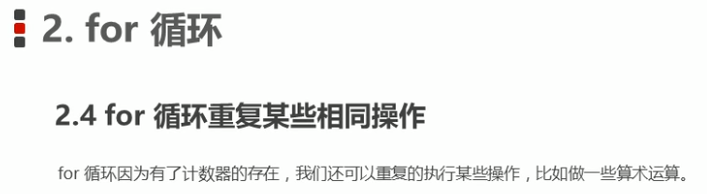 2. for 循环
2.4 for 循环重复某些相同操作
for 循环因为有了计数器的存在，我们还可以重复的执行某些操作，比如做一些算术运算。